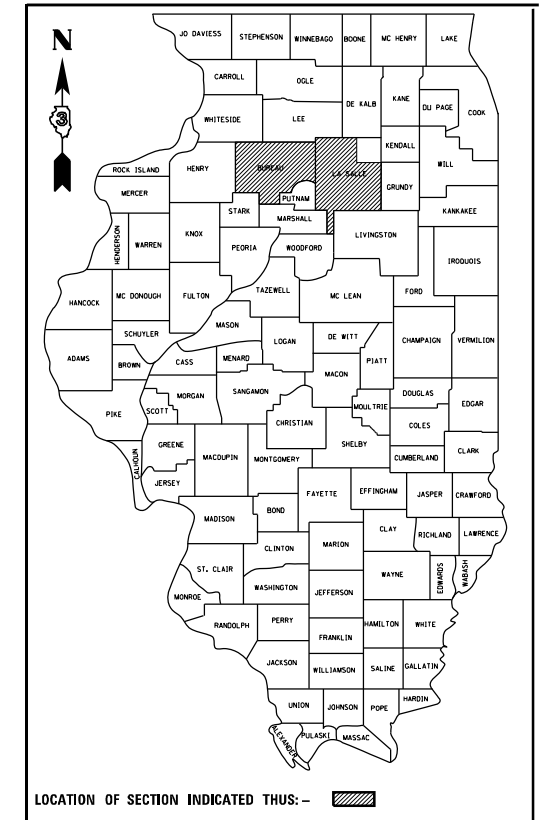 N
3
JO DAVIESS STEPHENSON WINNEBAGO BOONE MC HENRY LAKE
CARROLL OGLE DE KALB KANE DU PAGE COOK
WHITESIDE LEE KENDALL WILL
ROCK ISLAND HENRY BUREAU LA SALLE GRUNDY
MERCER STARK PUTNAM KANKAKEE
HENDERSON WARREN KNOX PEORIA MARSHALL WOODFORD LIVINGSTON IROQUOIS
HANCOCK MC DONOUGH FULTON TAZEWELL MC LEAN FORD
SCHUYLER MASON LOGAN DE WITT PIATT CHAMPAIGN VERMILION
ADAMS BROWN CASS MENARD MACON
MORGAN SANGAMON MOULTRIE DOUGLAS EDGAR
PIKE SCOTT CHRISTIAN COLES
CALHOUN GREENE MACOUPIN MONTGOMERY SHELBY CUMBERLAND CLARK
JERSEY FAYETTE EFFINGHAM JASPER CRAWFORD
MADISON BOND CLAY RICHLAND LAWRENCE
CLINTON MARION
ST. CLAIR WAYNE EDWARDS WABASH
MONROE WASHINGTON JEFFERSON
RANDOLPH PERRY HAMILTON WHITE
FRANKLIN
JACKSON WILLIAMSON SALINE GALLATIN
UNION JOHNSON POPE HARDIN
ALEXANDER PULASKI MASSAC
LOCATION OF SECTION INDICATED THUS: –